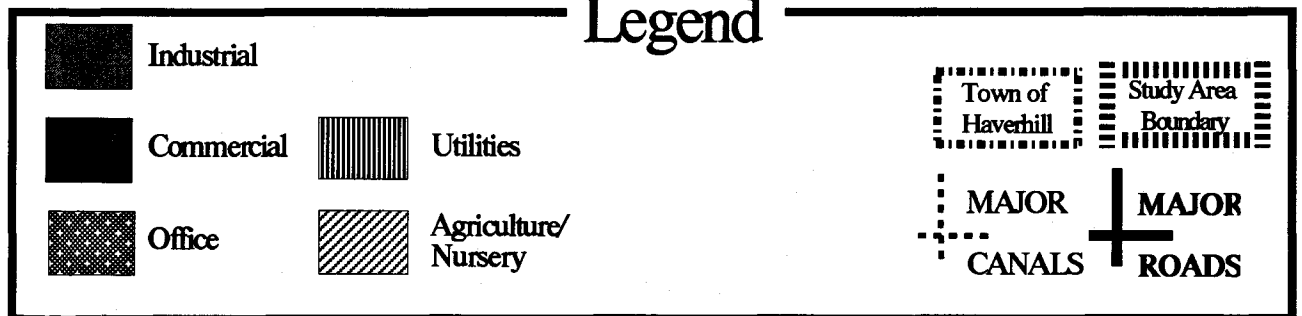 Legend
Industrial
Commercial
Office
Utilities
Agriculture/
Nursery
Town of
Haverhill
Study Area
Boundary
MAJOR
CANALS
MAJOR
ROADS